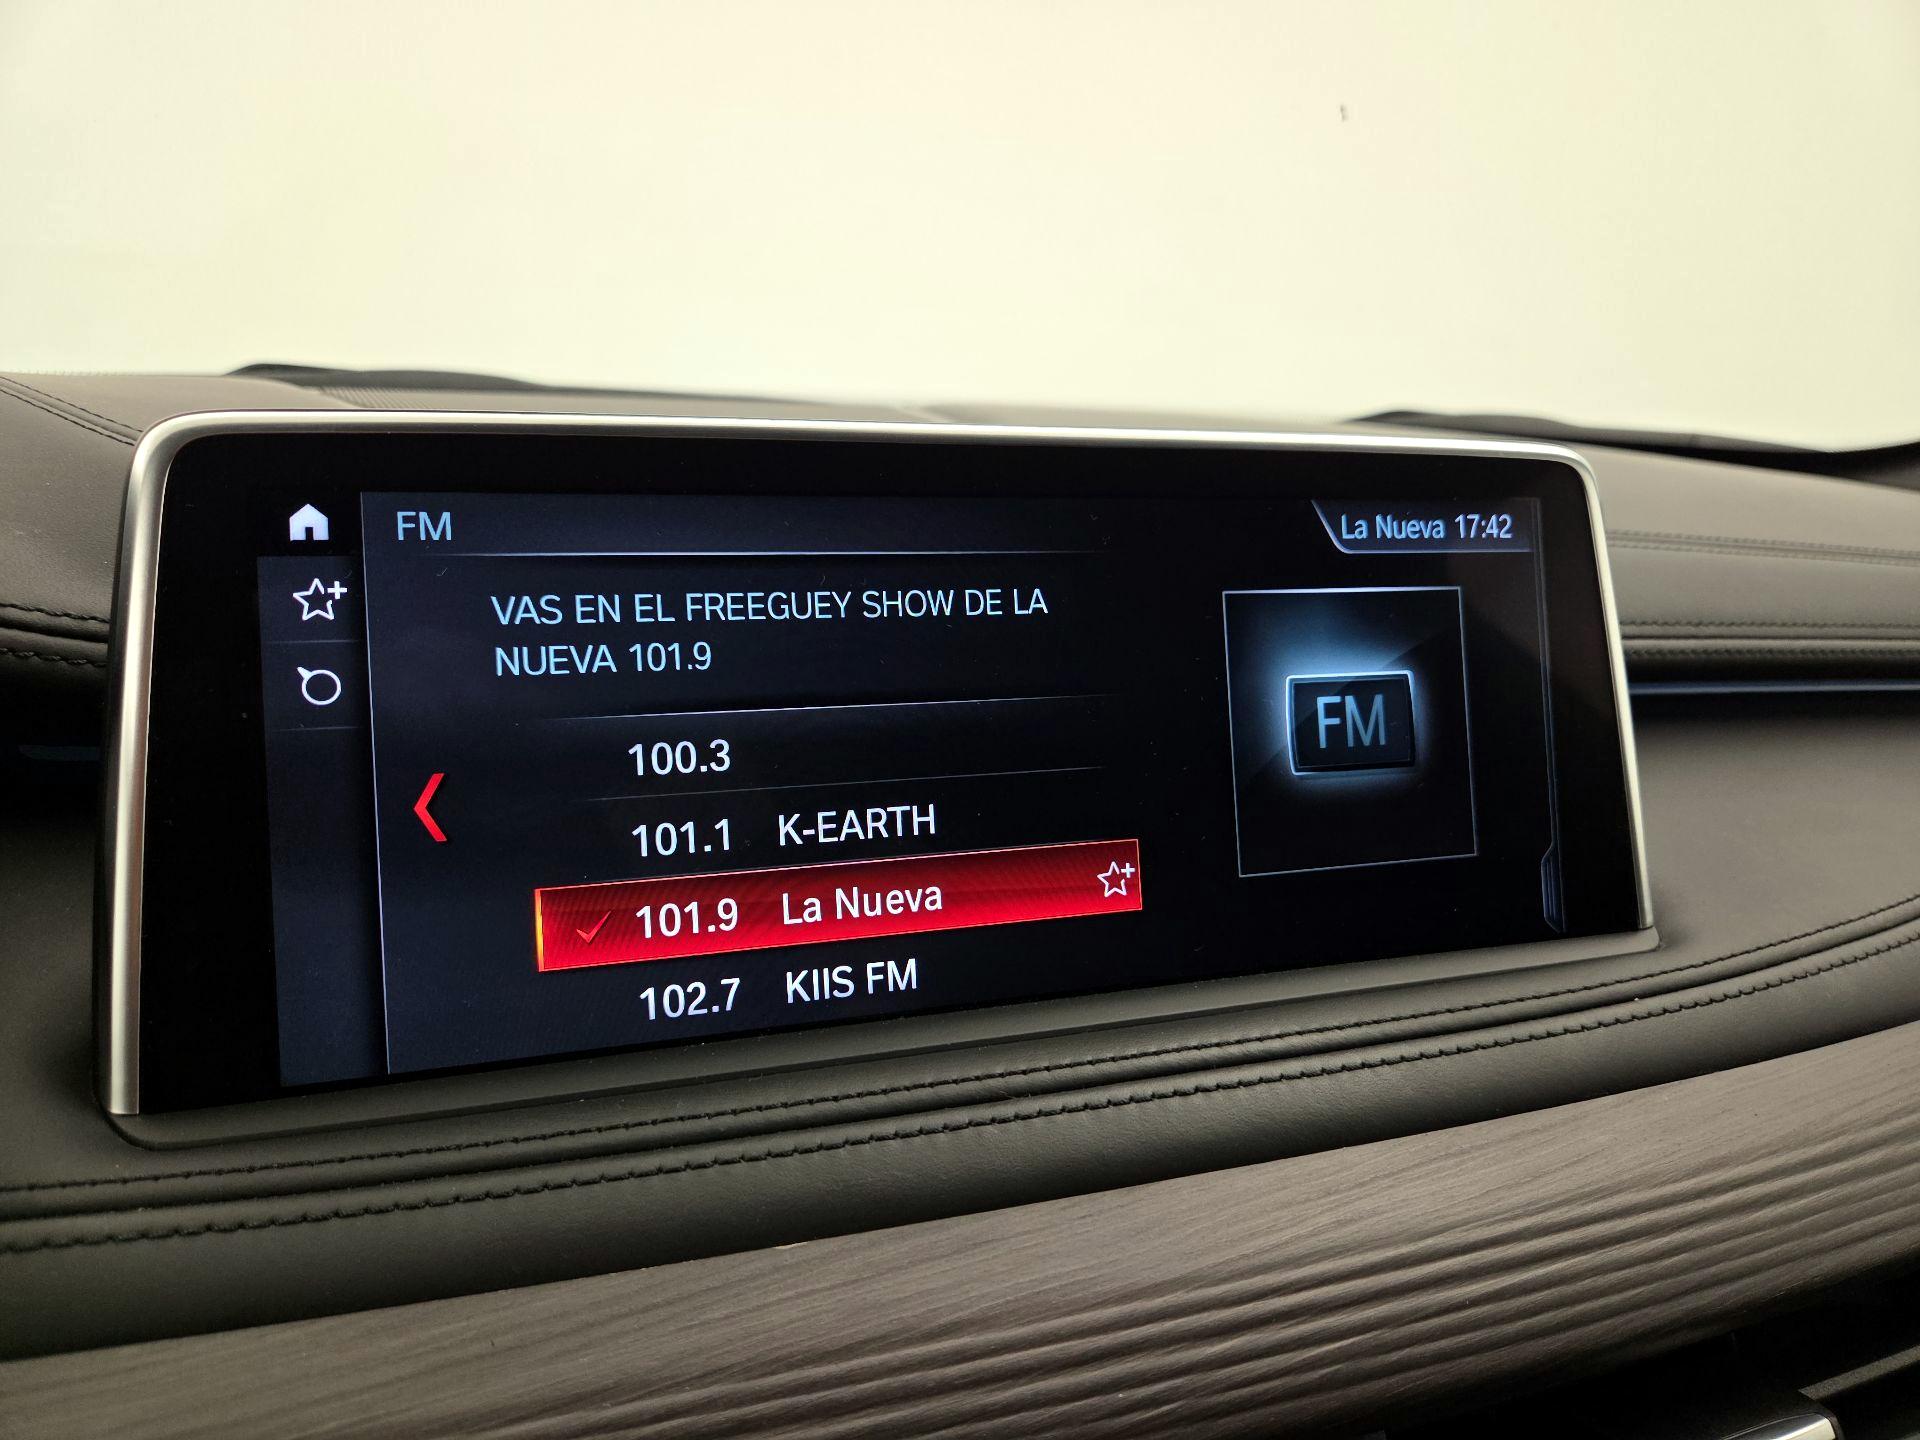 FM
La Nueva 17:42
VAS EN EL FREEGUEY SHOW DE LA
NUEVA 101.9
FM
100.3
101.1 K-EARTH
101.9 La Nueva
102.7 KIIS FM